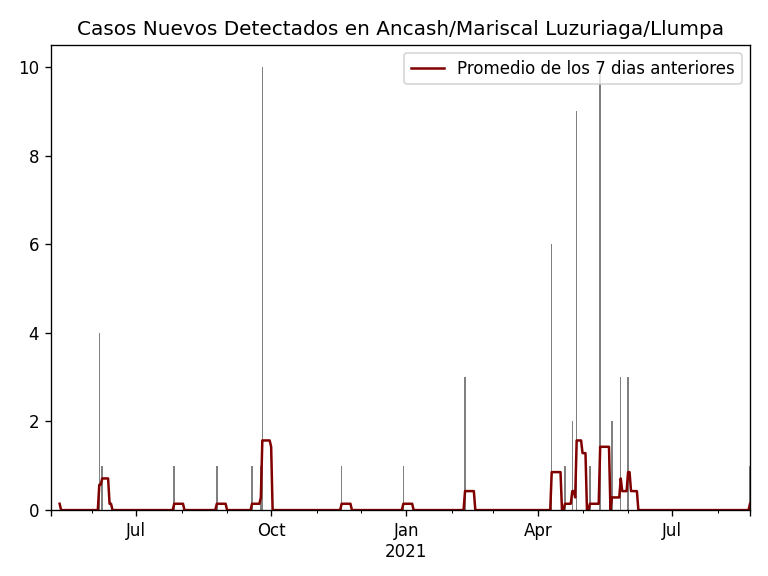 Casos Nuevos Detectados en Ancash/Mariscal Luzuriaga/Llumpa
Promedio de los 7 dias anteriores
10
8
6
4
2
0
Jul Oct Jan Apr Jul
2021